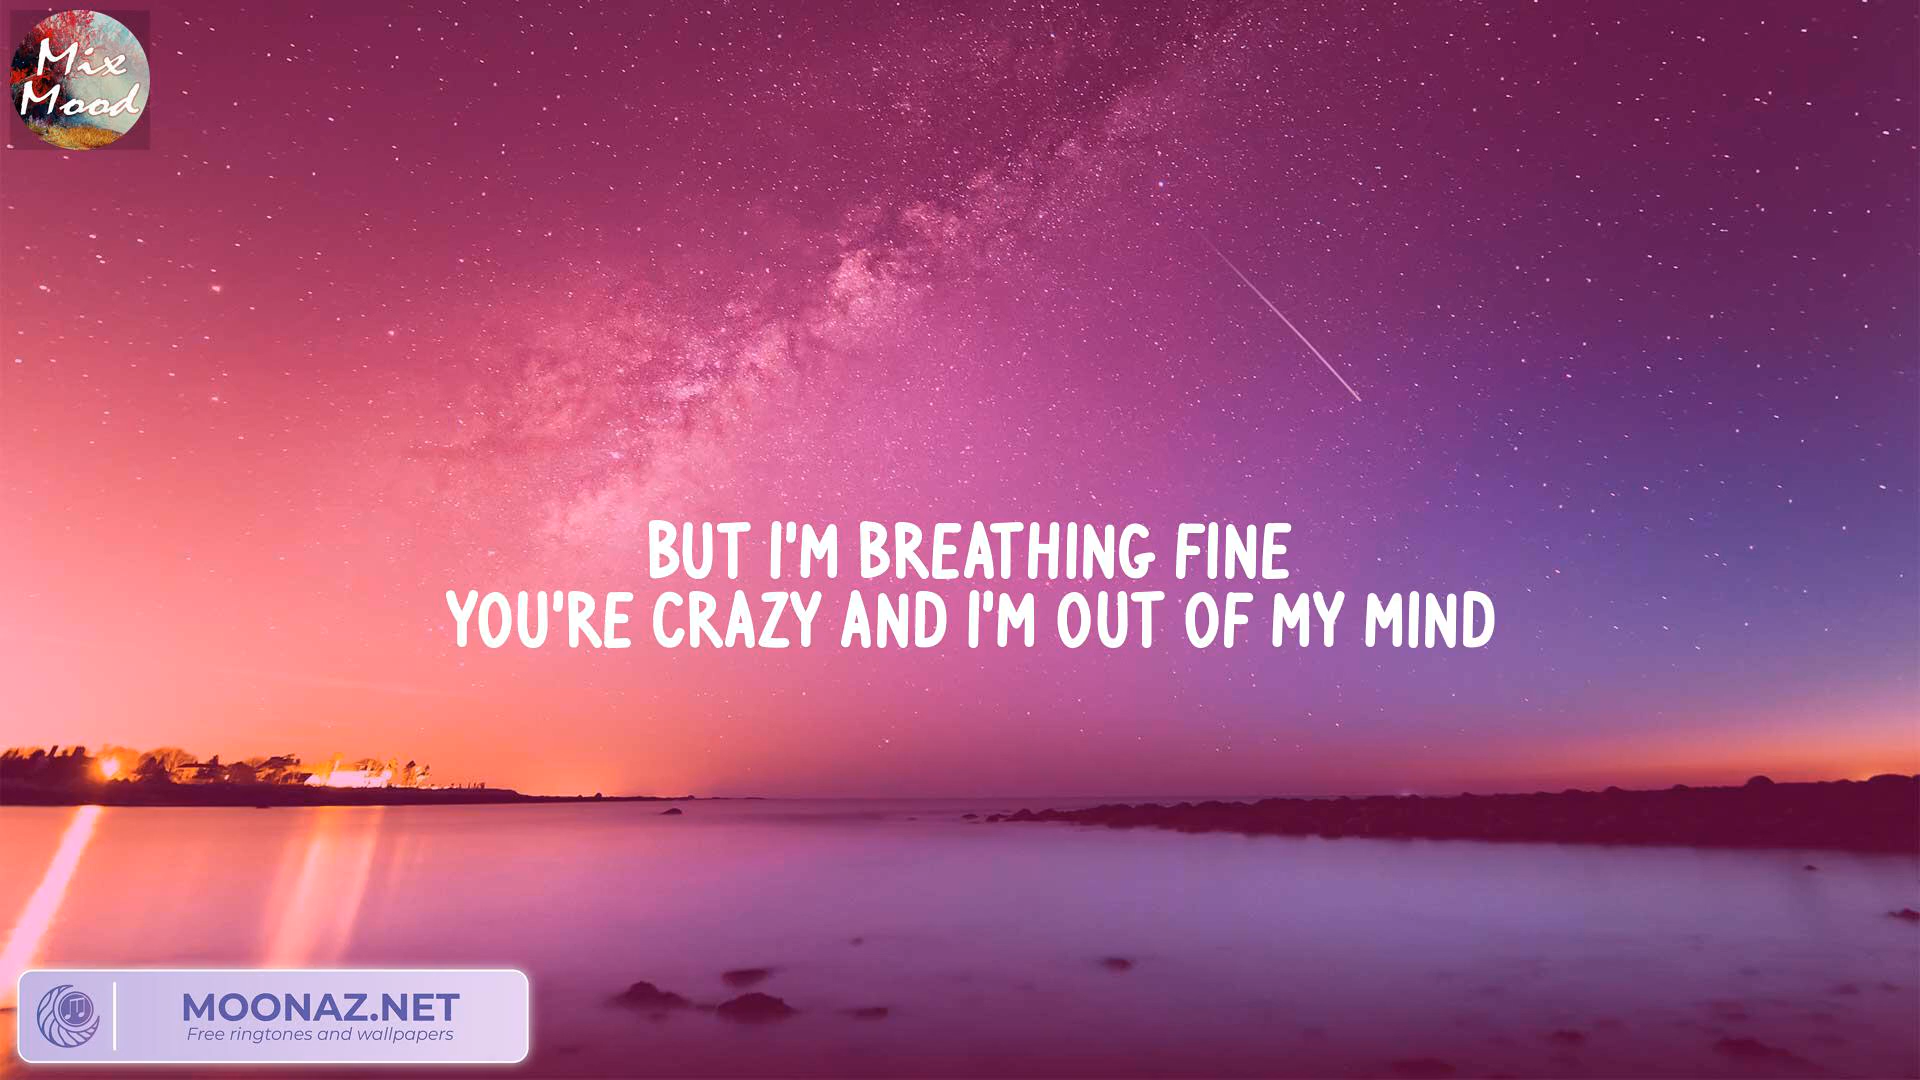 Mix
Mood
BUT I'M BREATHING FINE
YOU'RE CRAZY AND I'M OUT OF MY MIND
MOONAZ.NET
Free ringtones and wallpapers